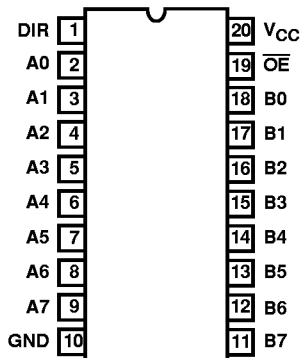 DIR 1 20 VCC
A0 2 19 OE
A1 3 18 B0
A2 4 17 B1
A3 5 16 B2
A4 6 15 B3
A5 7 14 B4
A6 8 13 B5
A7 9 12 B6
GND 10 11 B7